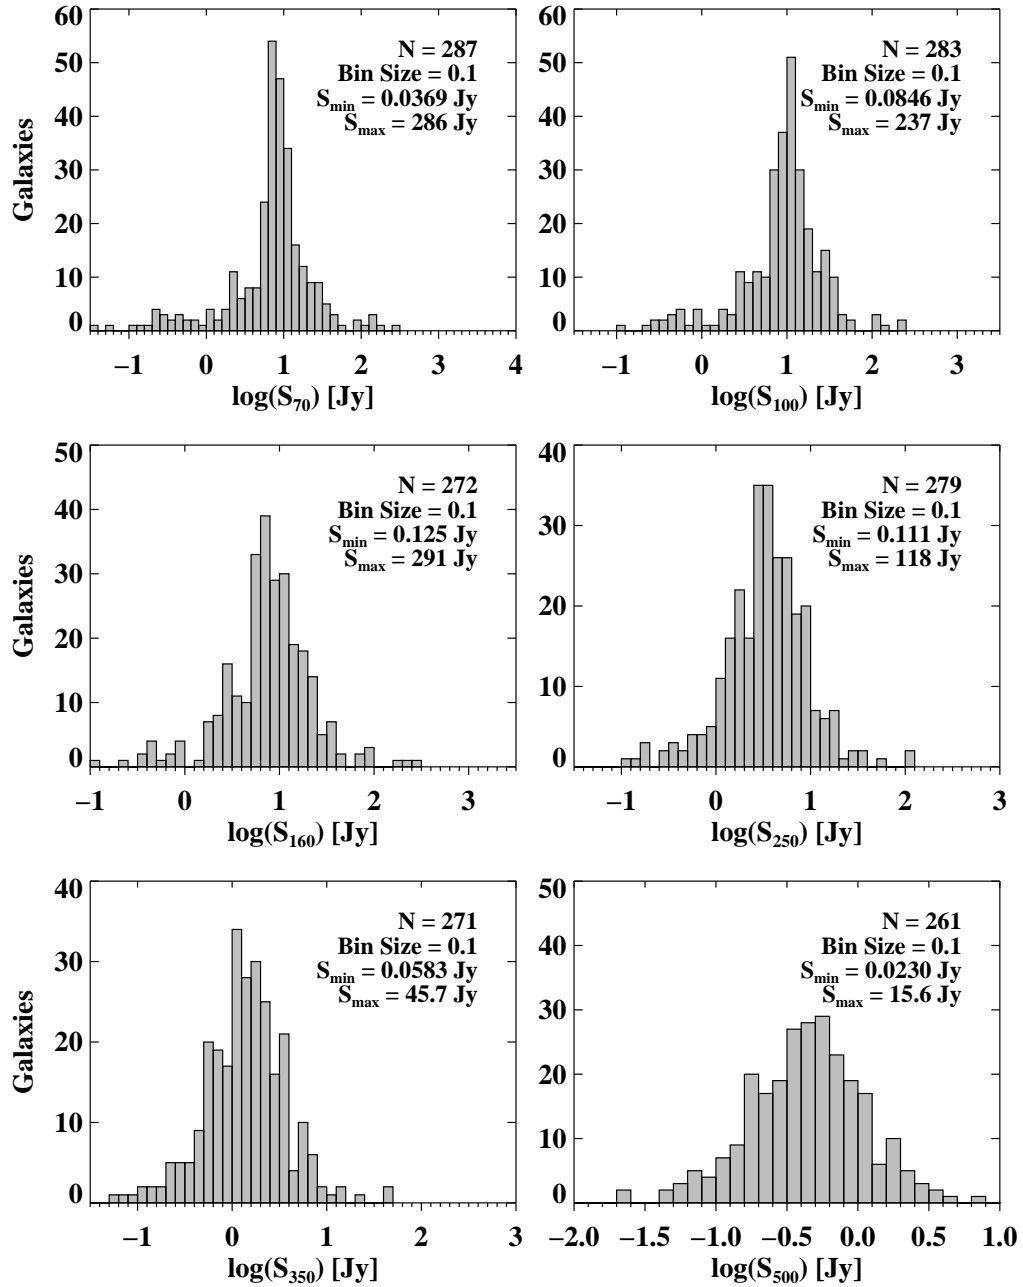 60
50
40
30
20
10
0
Galaxies
N = 287
Bin Size = 0.1
Smin = 0.0369 Jy
Smax = 286 Jy
−1 0 1 2 3 4
log(S70) [Jy]
60
50
40
30
20
10
0
N = 283
Bin Size = 0.1
Smin = 0.0846 Jy
Smax = 237 Jy
−1 0 1 2 3
log(S100) [Jy]
50
40
30
20
10
0
Galaxies
N = 272
Bin Size = 0.1
Smin = 0.125 Jy
Smax = 291 Jy
−1 0 1 2 3
log(S160) [Jy]
40
30
20
10
0
N = 279
Bin Size = 0.1
Smin = 0.111 Jy
Smax = 118 Jy
−1 0 1 2 3
log(S250) [Jy]
40
30
20
10
0
Galaxies
N = 271
Bin Size = 0.1
Smin = 0.0583 Jy
Smax = 45.7 Jy
−1 0 1 2 3
log(S350) [Jy]
50
40
30
20
10
0
N = 261
Bin Size = 0.1
Smin = 0.0230 Jy
Smax = 15.6 Jy
−2.0 −1.5 −1.0 −0.5 0.0 0.5 1.0
log(S500) [Jy]